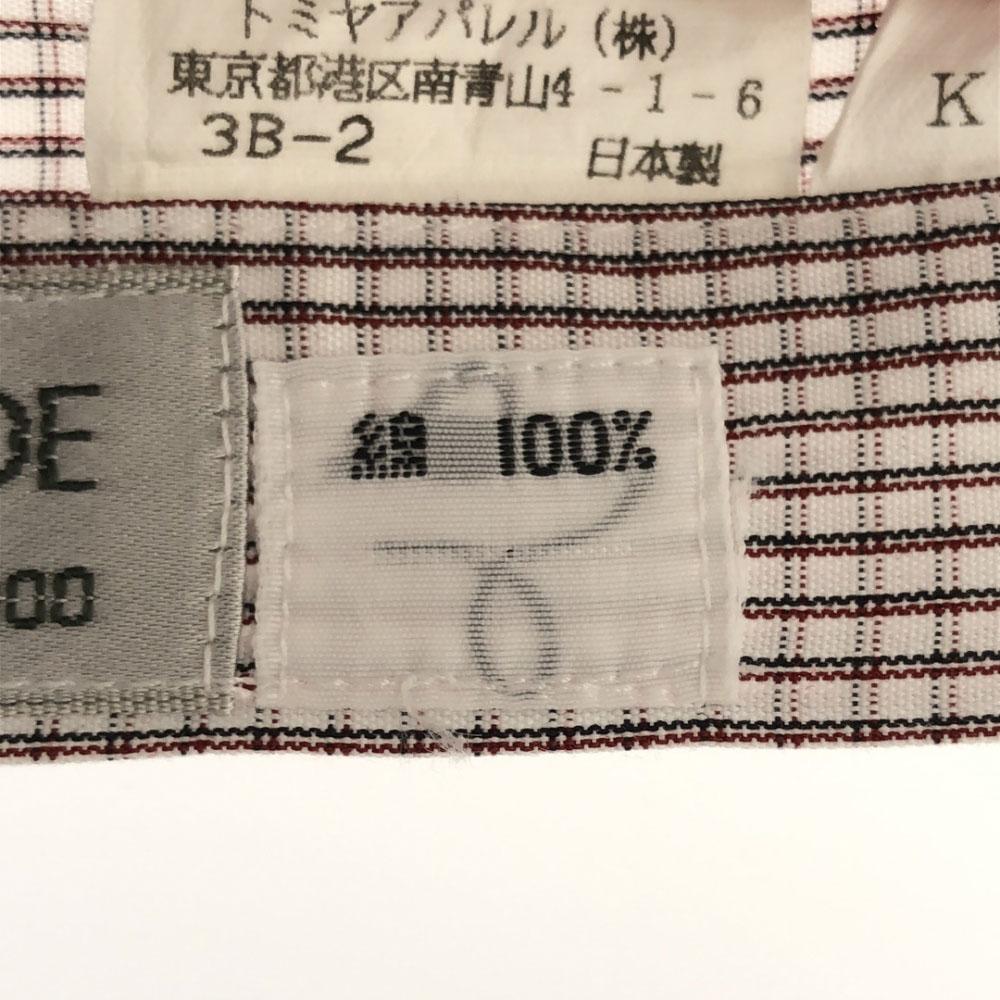 トミヤアパレル (株)
東京都港区南青山4-1-6
3B-2
日本製
K
DE
00
綿 100%